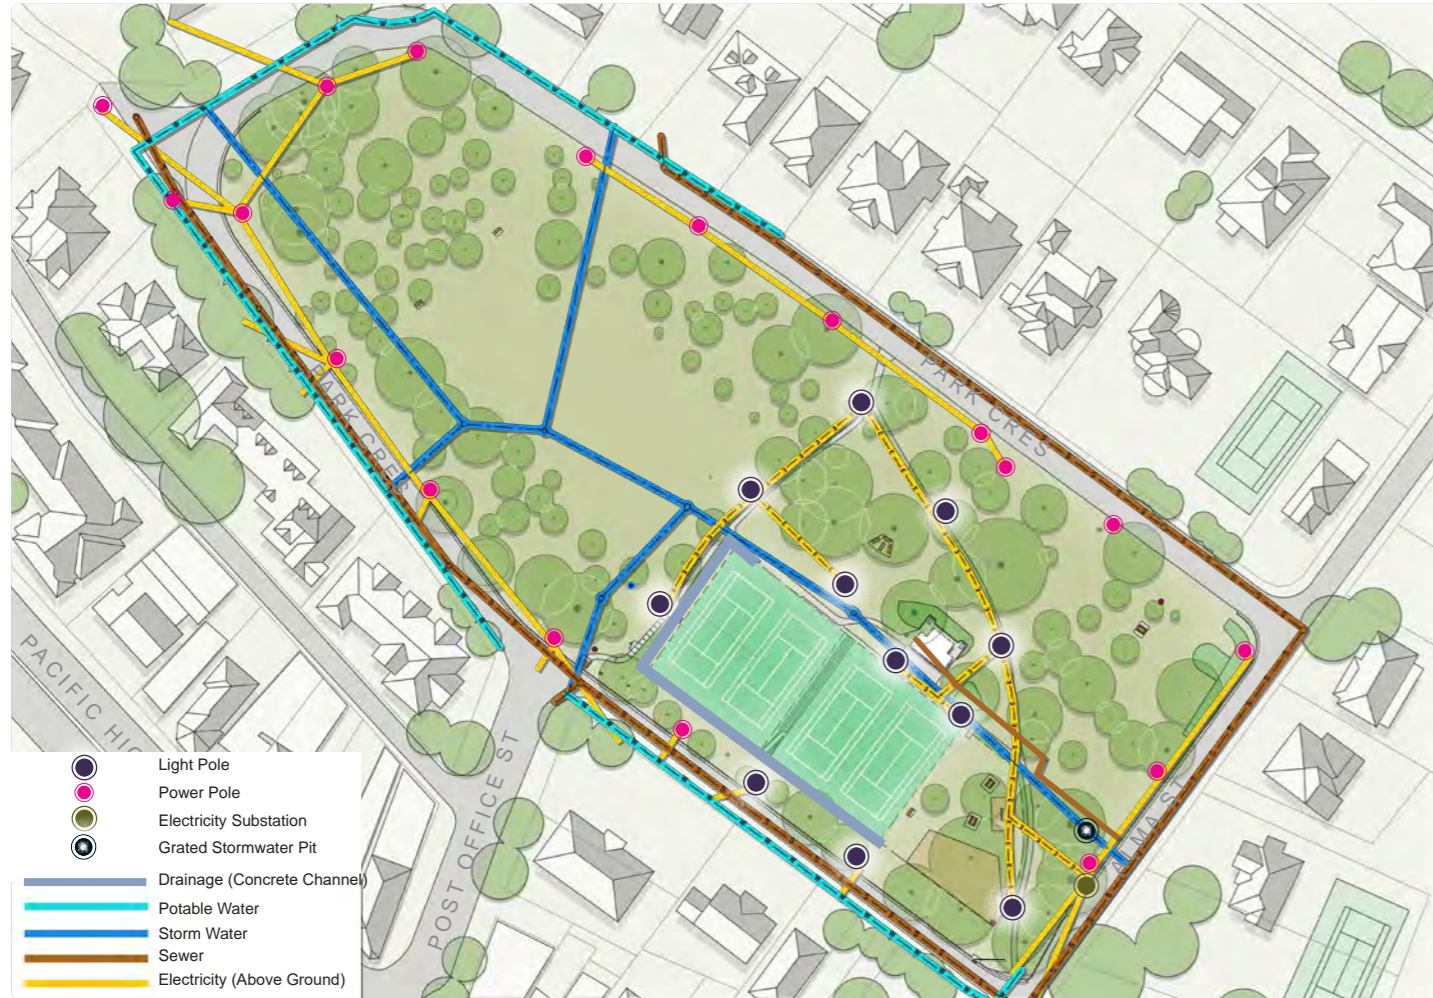 PARK CRES
PARK CRES
PACIFIC HIG
POST OFFICE ST
ALMA ST
Light Pole
Power Pole
Electricity Substation
Grated Stormwater Pit
Drainage (Concrete Channel)
Potable Water
Storm Water
Sewer
Electricity (Above Ground)